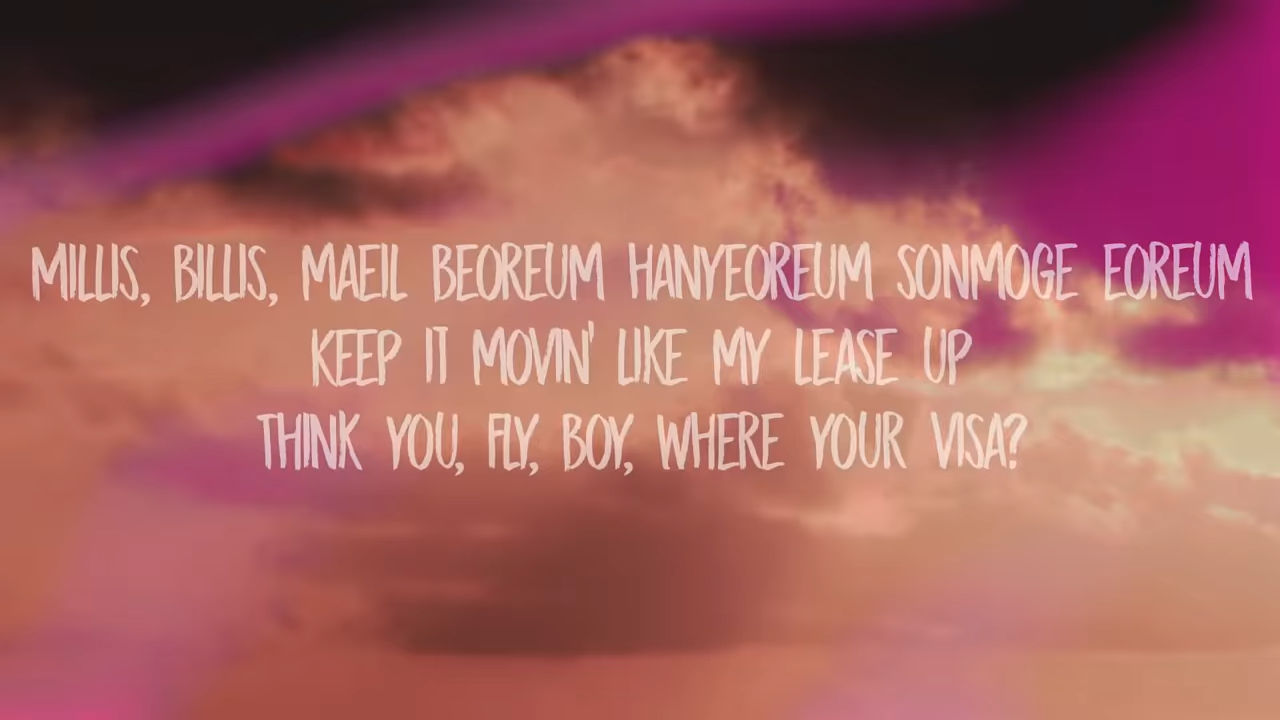 MILLIS, BILLIS, MAEIL BEOREUM HANYEOREUM SONMOGE EOREUM
KEEP IT MOVIN' LIKE MY LEASE UP
THINK YOU, FLY, BOY, WHERE YOUR VISA?